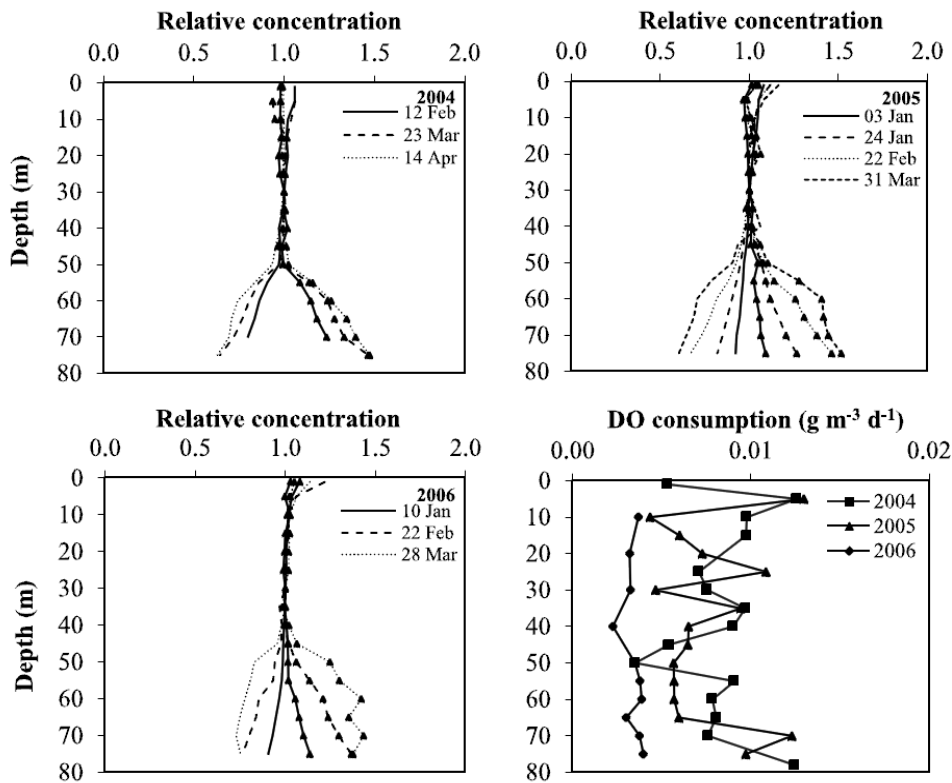 Relative concentration
0.0 0.5 1.0 1.5 2.0
0
10
20
30
40
50
60
70
80
Depth (m)
2004
12 Feb
23 Mar
14 Apr
Relative concentration
0.0 0.5 1.0 1.5 2.0
0
10
20
30
40
50
60
70
80
2005
03 Jan
24 Jan
22 Feb
31 Mar
Relative concentration
0.0 0.5 1.0 1.5 2.0
0
10
20
30
40
50
60
70
80
Depth (m)
2006
10 Jan
22 Feb
28 Mar
DO consumption (g m⁻³ d⁻¹)
0.00 0.01 0.02
0
10
20
30
40
50
60
70
80
2004
2005
2006